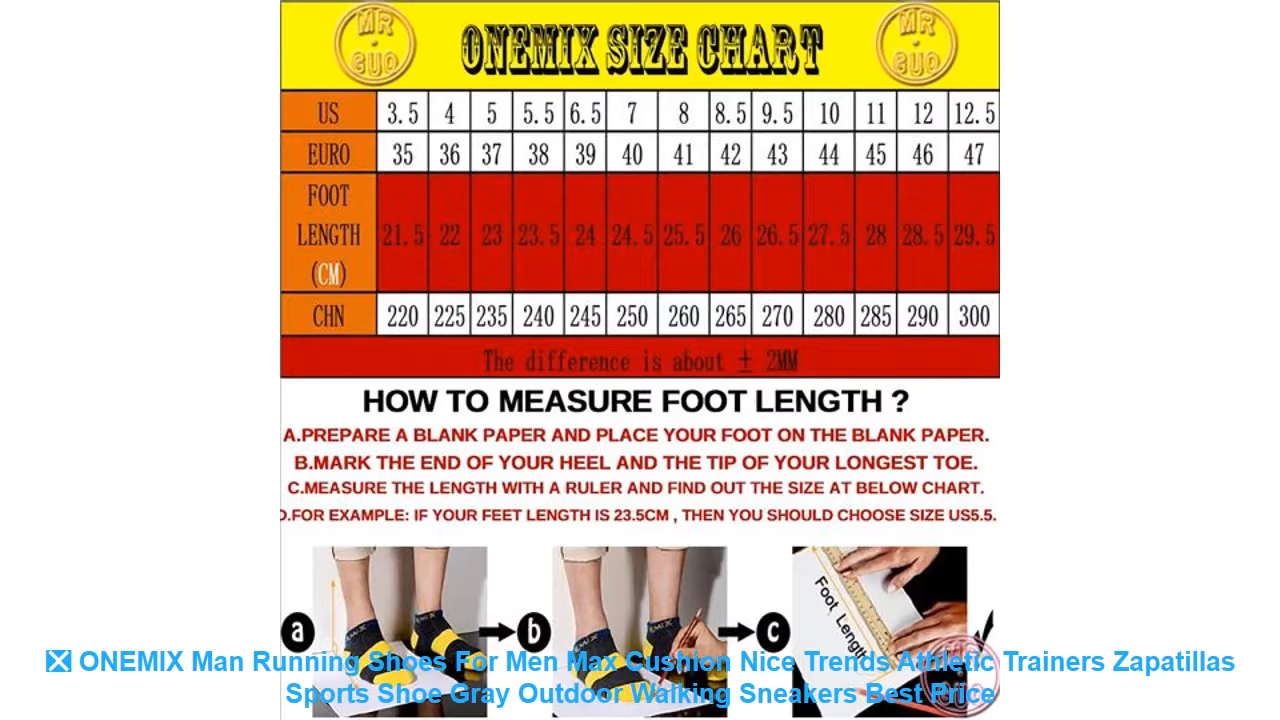 MR GUO
ONEMIX SIZE CHART
MR GUO
US 3.5 4 5 5.5 6.5 7 8 8.5 9.5 10 11 12 12.5
EURO 35 36 37 38 39 40 41 42 43 44 45 46 47
FOOT
LENGTH 21.5 22 23 23.5 24 24.5 25.5 26 26.5 27.5 28 28.5 29.5
(CM)
CHN 220 225 235 240 245 250 260 265 270 280 285 290 300
The difference is about ± 2MM
HOW TO MEASURE FOOT LENGTH ?
A.PREPARE A BLANK PAPER AND PLACE YOUR FOOT ON THE BLANK PAPER.
B.MARK THE END OF YOUR HEEL AND THE TIP OF YOUR LONGEST TOE.
C.MEASURE THE LENGTH WITH A RULER AND FIND OUT THE SIZE AT BELOW CHART.
D.FOR EXAMPLE: IF YOUR FEET LENGTH IS 23.5CM , THEN YOU SHOULD CHOOSE SIZE US5.5.
a b c
Foot Length
❎ ONEMIX Man Running Shoes For Men Max Cushion Nice Trends Athletic Trainers Zapatillas
Sports Shoe Gray Outdoor Walking Sneakers Best Price